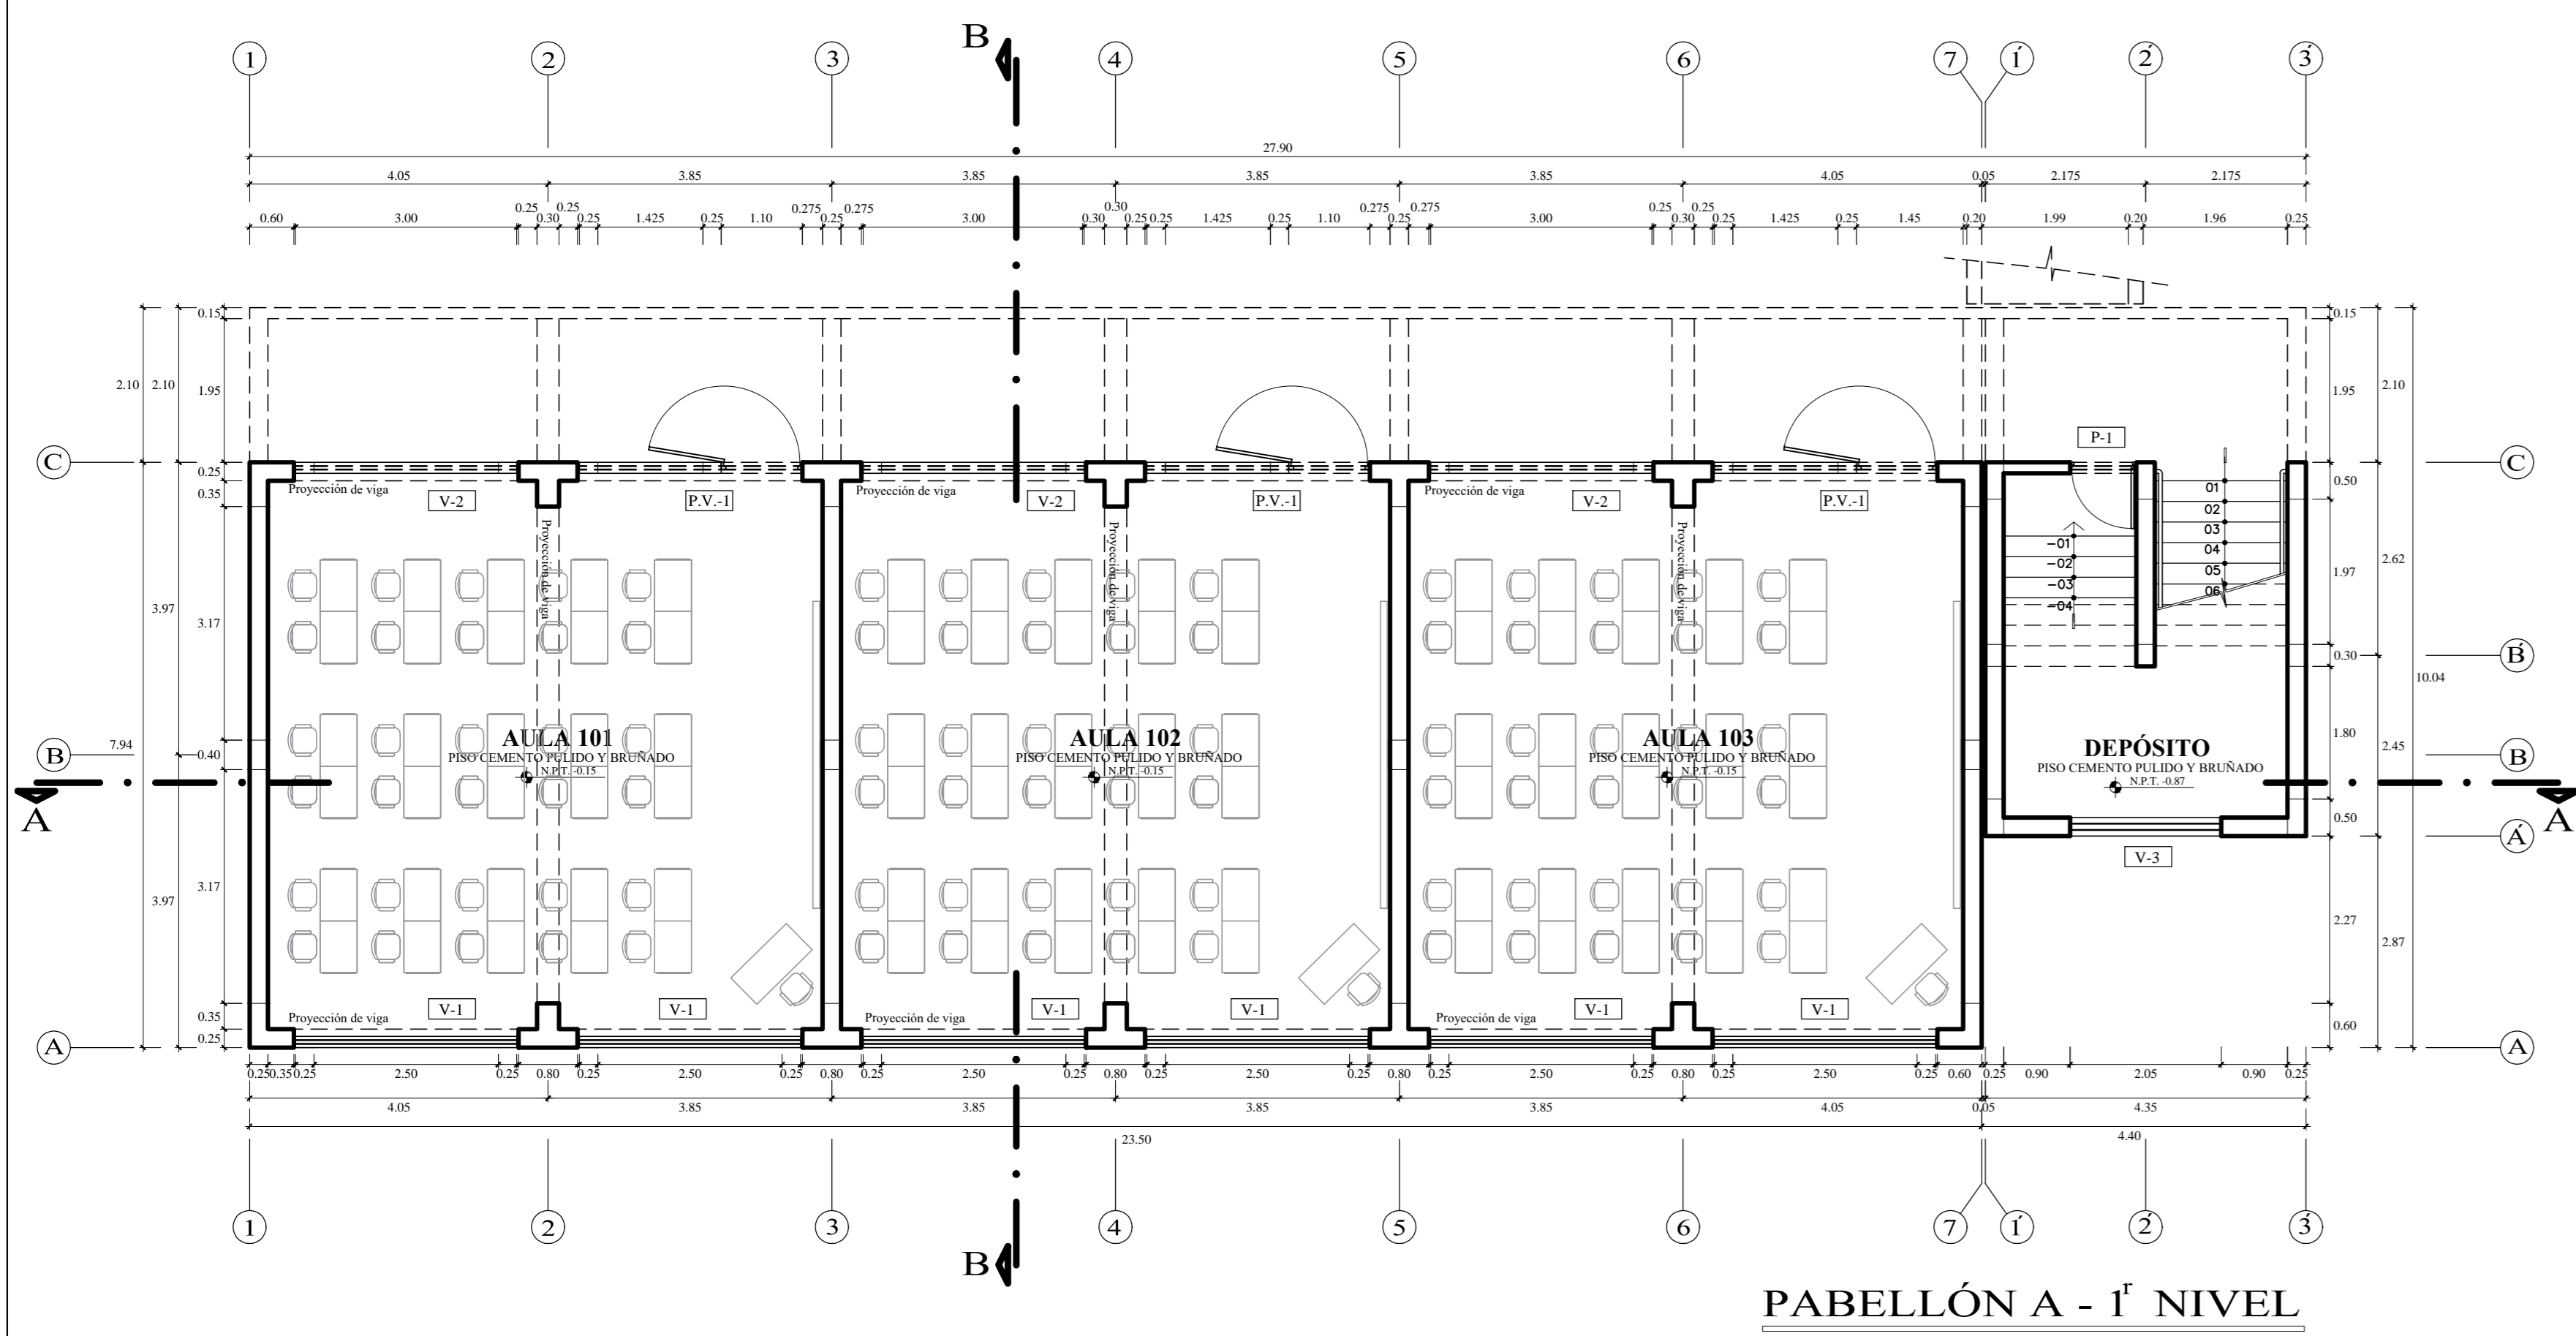 B
1 2 3 4 5 6 7 1́ 2́ 3́
27.90
4.05 3.85 3.85 3.85 3.85 4.05 0.05 2.175 2.175
0.25 0.25 0.275 0.275 0.30 0.275 0.275 0.25 0.25
0.60 3.00 0.30 0.25 1.425 0.25 1.10 0.25 3.00 0.30 0.25 0.25 1.425 0.25 1.10 0.25 3.00 0.30 0.25 1.425 0.25 1.45 0.20 1.99 0.20 1.96 0.25
0.15 0.15
2.10 2.10 1.95 1.95 2.10
P-1
C C
0.25 0.50
0.35
Proyección de viga Proyección de viga Proyección de viga
V-2 P.V.-1 V-2 P.V.-1 V-2 P.V.-1
Proyección de viga Proyección de viga Proyección de viga
01
02
03
04
05
06
-01
-02
-03
-04
3.97 3.17 1.97 2.62
0.30 B́
10.04
AULA 101 AULA 102 AULA 103
PISO CEMENTO PULIDO Y BRUÑADO PISO CEMENTO PULIDO Y BRUÑADO PISO CEMENTO PULIDO Y BRUÑADO
N.P.T. -0.15 N.P.T. -0.15 N.P.T. -0.15
DEPÓSITO
PISO CEMENTO PULIDO Y BRUÑADO
N.P.T. -0.87
7.94 B 0.40 1.80 2.45 B
A A
0.50 Á
V-3
3.97 3.17 2.27 2.87
V-1 V-1 V-1 V-1 V-1 V-1
Proyección de viga Proyección de viga Proyección de viga
0.35 0.60
0.25
A A
0.25 0.35 0.25 2.50 0.25 0.80 0.25 2.50 0.25 0.80 0.25 2.50 0.25 0.80 0.25 2.50 0.25 0.80 0.25 2.50 0.25 0.80 0.25 2.50 0.25 0.60 0.25 0.90 2.05 0.90 0.25
4.05 3.85 3.85 3.85 3.85 4.05 0.05 4.35
23.50 4.40
1 2 3 4 5 6 7 1́ 2́ 3́
B
PABELLÓN A - 1r NIVEL